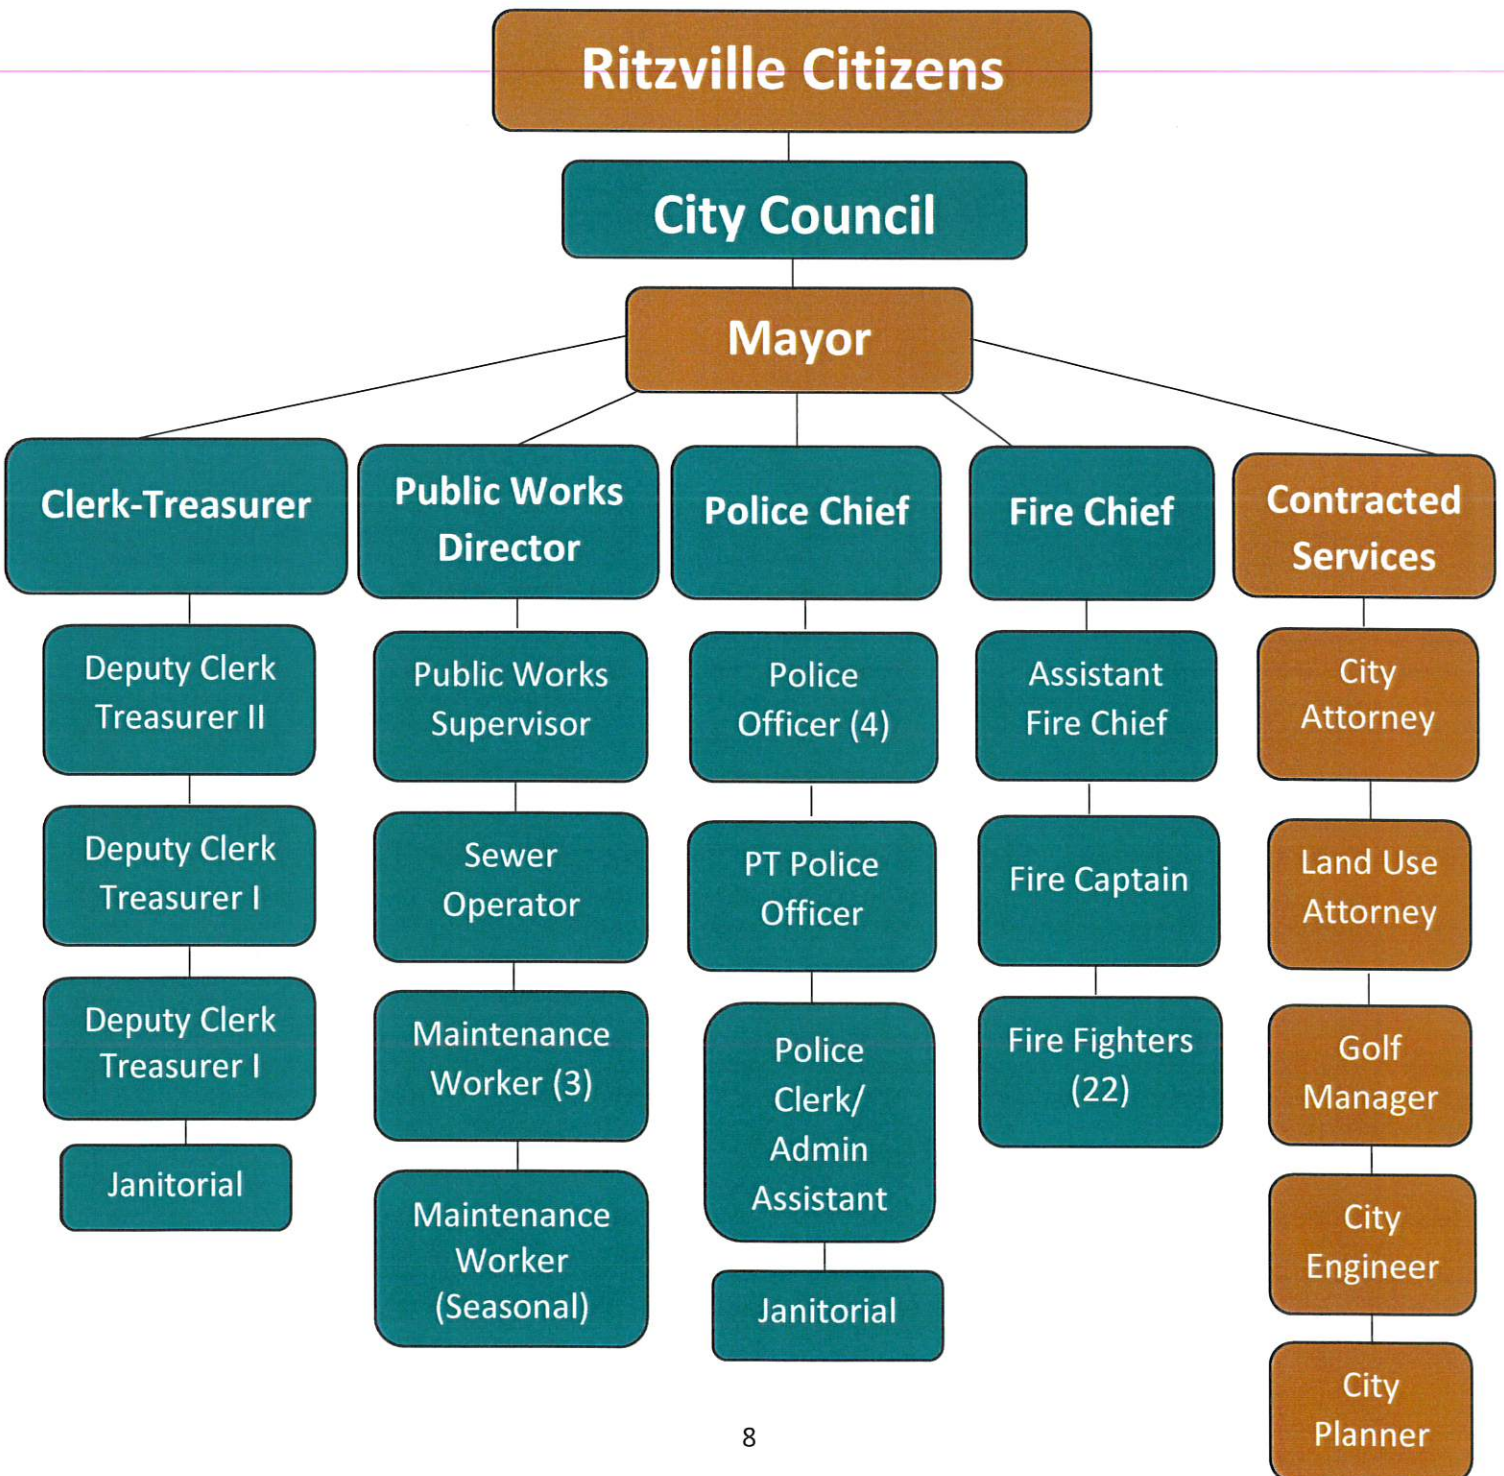 Ritzville Citizens
City Council
Mayor
Clerk-Treasurer
Deputy Clerk
Treasurer II
Deputy Clerk
Treasurer I
Deputy Clerk
Treasurer I
Janitorial
Public Works
Director
Public Works
Supervisor
Sewer
Operator
Maintenance
Worker (3)
Maintenance
Worker
(Seasonal)
Police Chief
Police
Officer (4)
PT Police
Officer
Police
Clerk/
Admin
Assistant
Janitorial
Fire Chief
Assistant
Fire Chief
Fire Captain
Fire Fighters
(22)
Contracted
Services
City
Attorney
Land Use
Attorney
Golf
Manager
City
Engineer
City
Planner
8